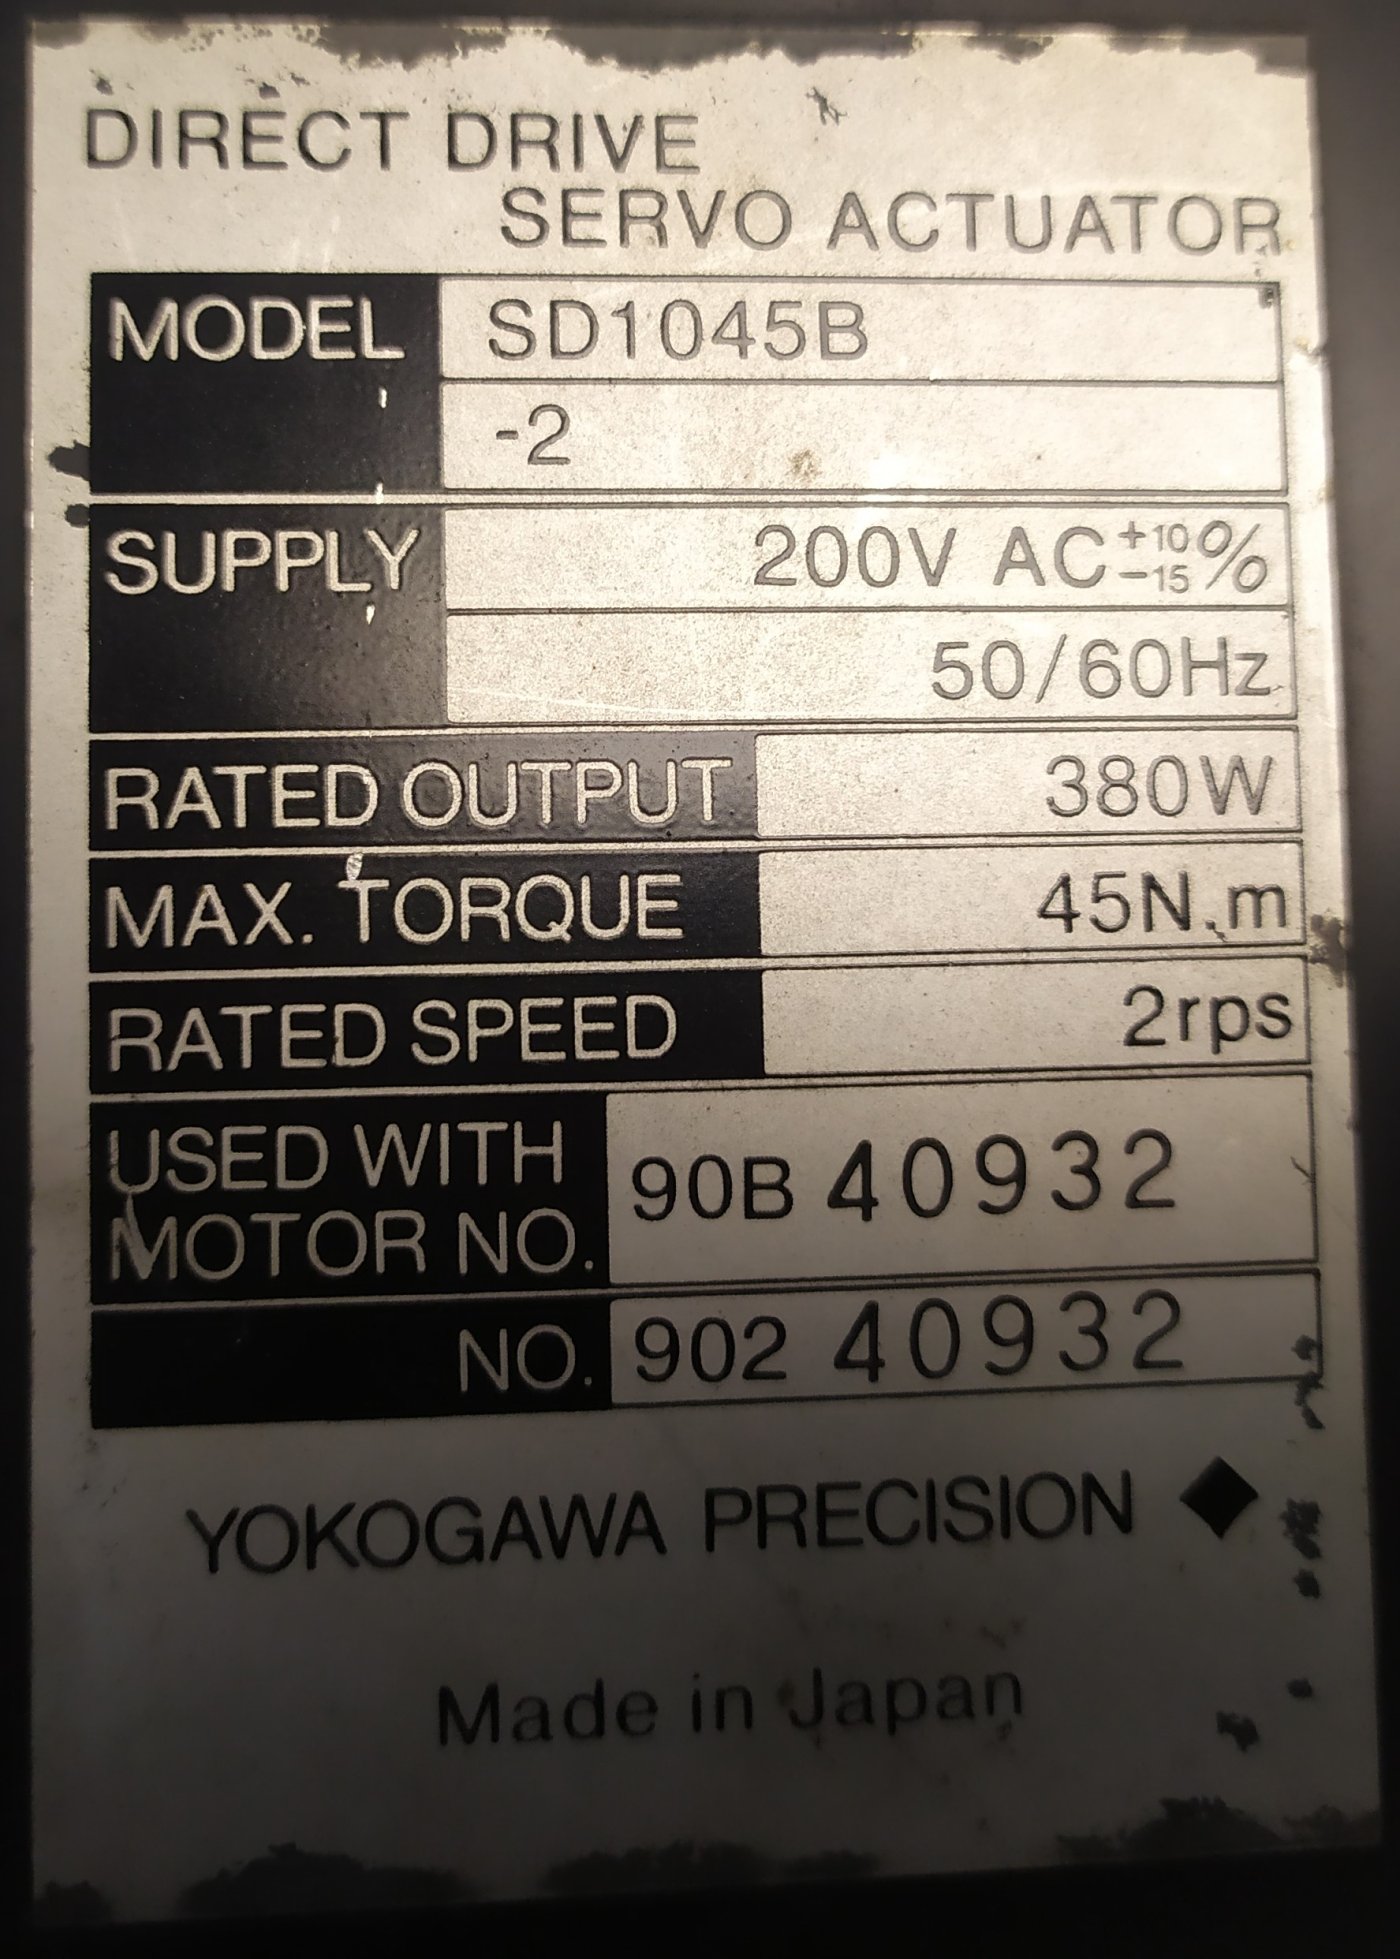 DIRECT DRIVE
SERVO ACTUATOR
MODEL SD1045B
-2
SUPPLY 200V AC +10 -15 %
50/60Hz
RATED OUTPUT 380W
MAX. TORQUE 45N.m
RATED SPEED 2rps
USED WITH
MOTOR NO. 90B 40932
NO. 902 40932
YOKOGAWA PRECISION ◆
Made in Japan